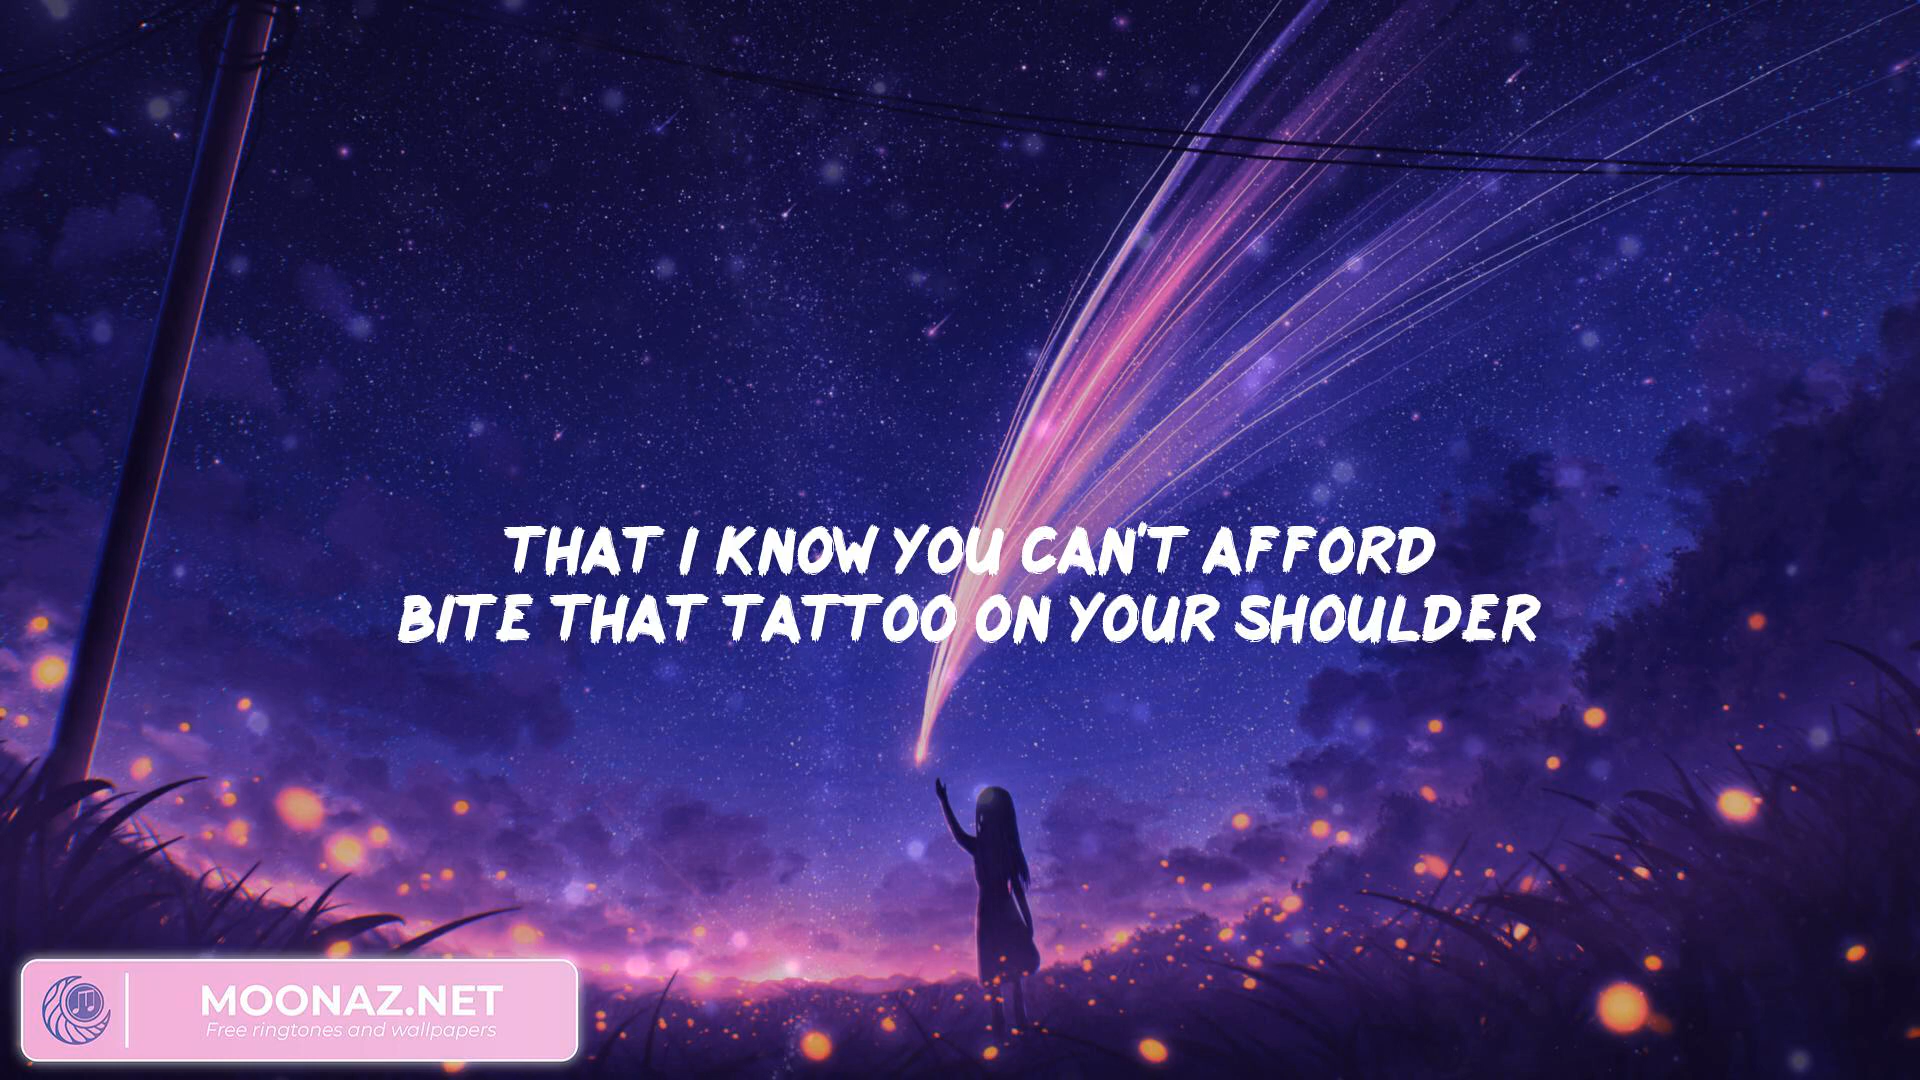 THAT I KNOW YOU CAN'T AFFORD
BITE THAT TATTOO ON YOUR SHOULDER
MOONAZ.NET
Free ringtones and wallpapers